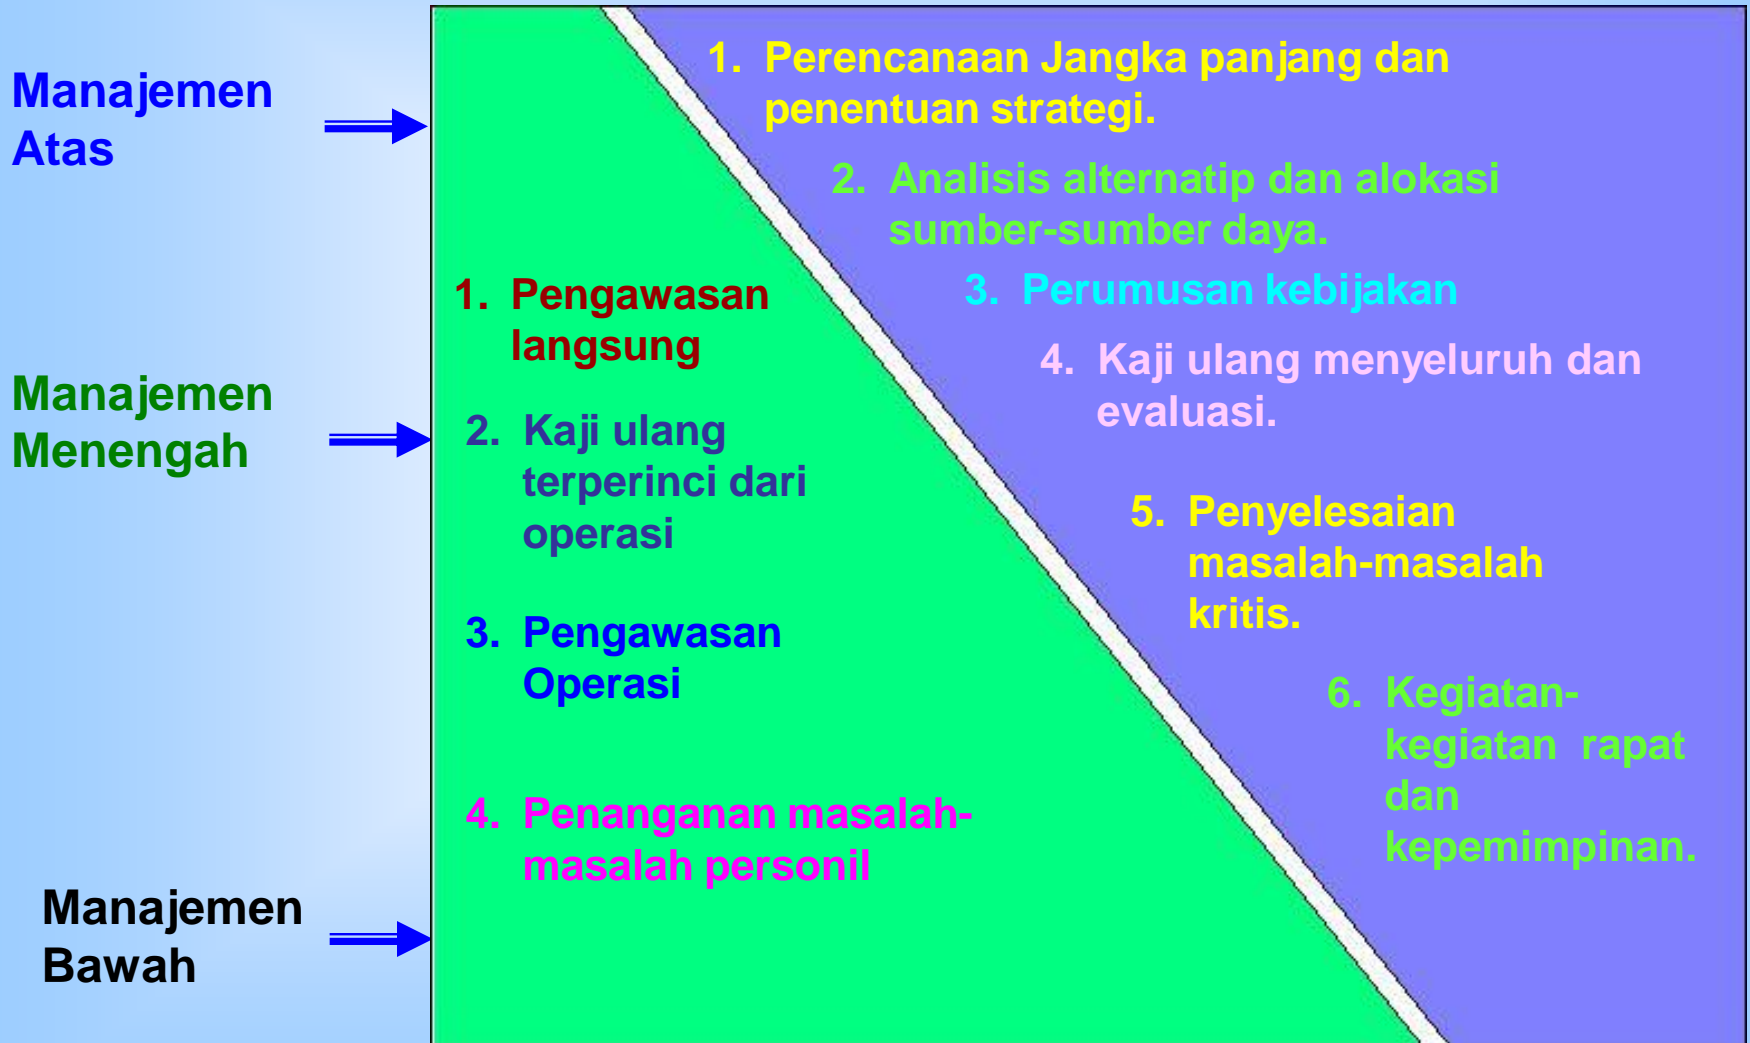 Manajemen
Atas
Manajemen
Menengah
Manajemen
Bawah
1. Pengawasan
langsung
2. Kaji ulang
terperinci dari
operasi
3. Pengawasan
Operasi
4. Penanganan masalah-
masalah personil
1. Perencanaan Jangka panjang dan
penentuan strategi.
2. Analisis alternatip dan alokasi
sumber-sumber daya.
3. Perumusan kebijakan
4. Kaji ulang menyeluruh dan
evaluasi.
5. Penyelesaian
masalah-masalah
kritis.
6. Kegiatan-
kegiatan rapat
dan
kepemimpinan.